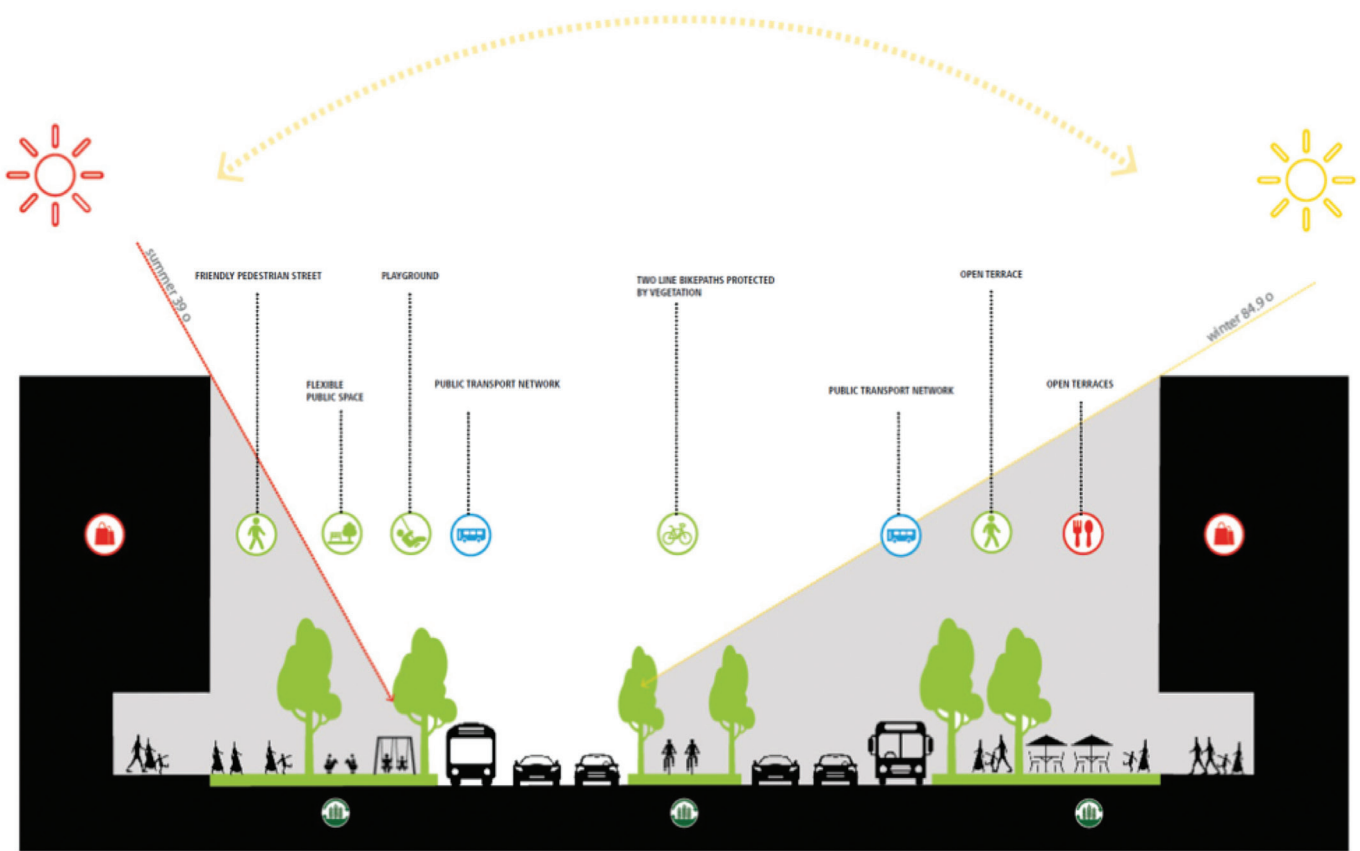 summer 39 o
FRIENDLY PEDESTRIAN STREET
PLAYGROUND
TWO LINE BIKEPATHS PROTECTED
BY VEGETATION
OPEN TERRACE
winter 84.9 o
FLEXIBLE
PUBLIC SPACE
PUBLIC TRANSPORT NETWORK
PUBLIC TRANSPORT NETWORK
OPEN TERRACES